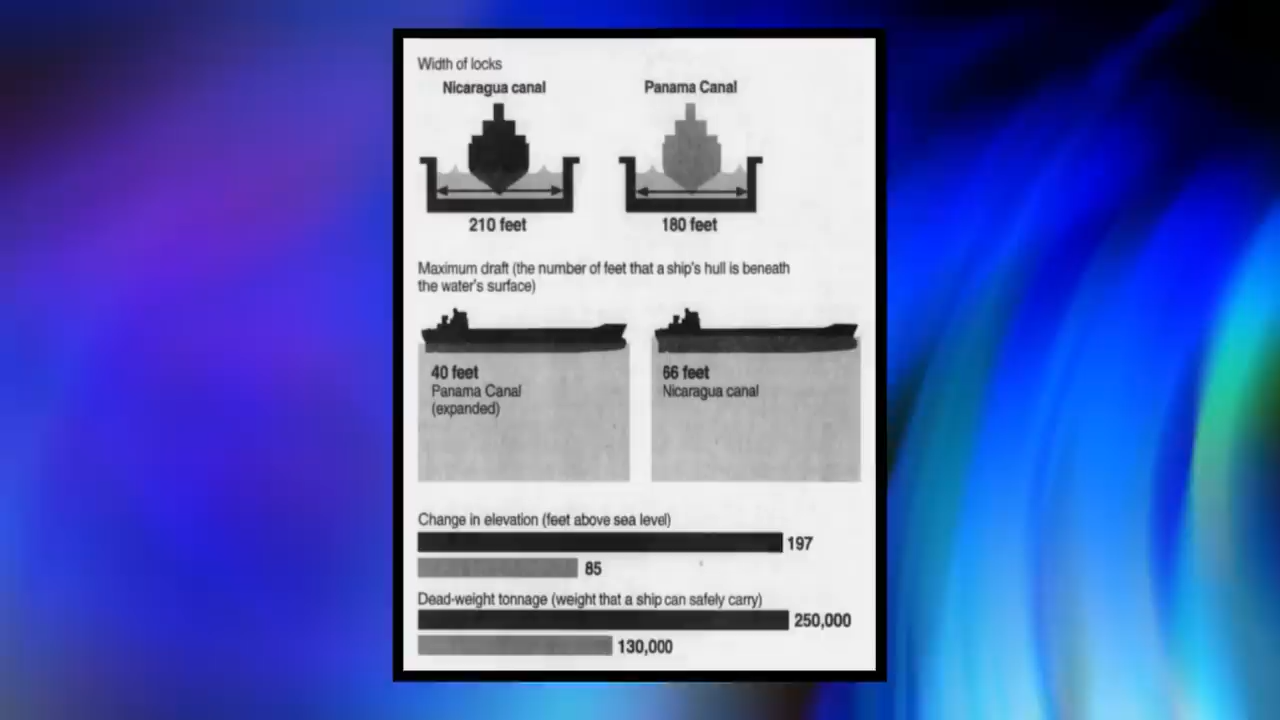 Width of locks
Nicaragua canal
Panama Canal
210 feet
180 feet
Maximum draft (the number of feet that a ship's hull is beneath
the water's surface)
40 feet
Panama Canal
(expanded)
66 feet
Nicaragua canal
Change in elevation (feet above sea level)
197
85
Dead-weight tonnage (weight that a ship can safely carry)
250,000
130,000